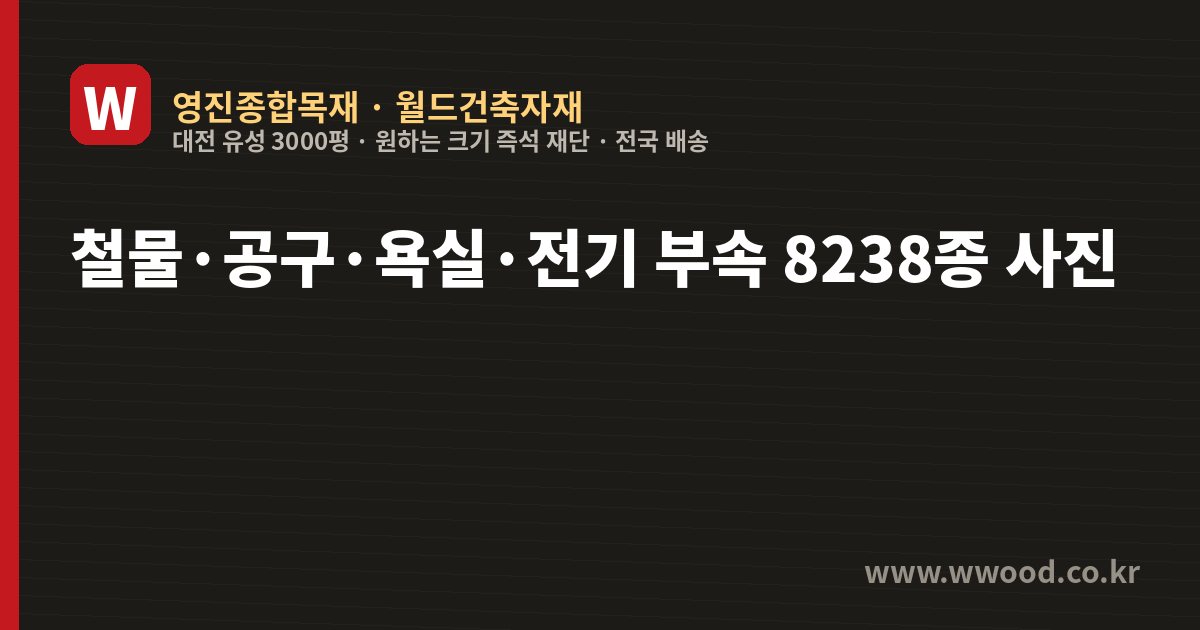 W
영진종합목재 · 월드건축자재
대전 유성 3000평 · 원하는 크기 즉석 재단 · 전국 배송
철물·공구·욕실·전기 부속 8238종 사진
www.wwood.co.kr